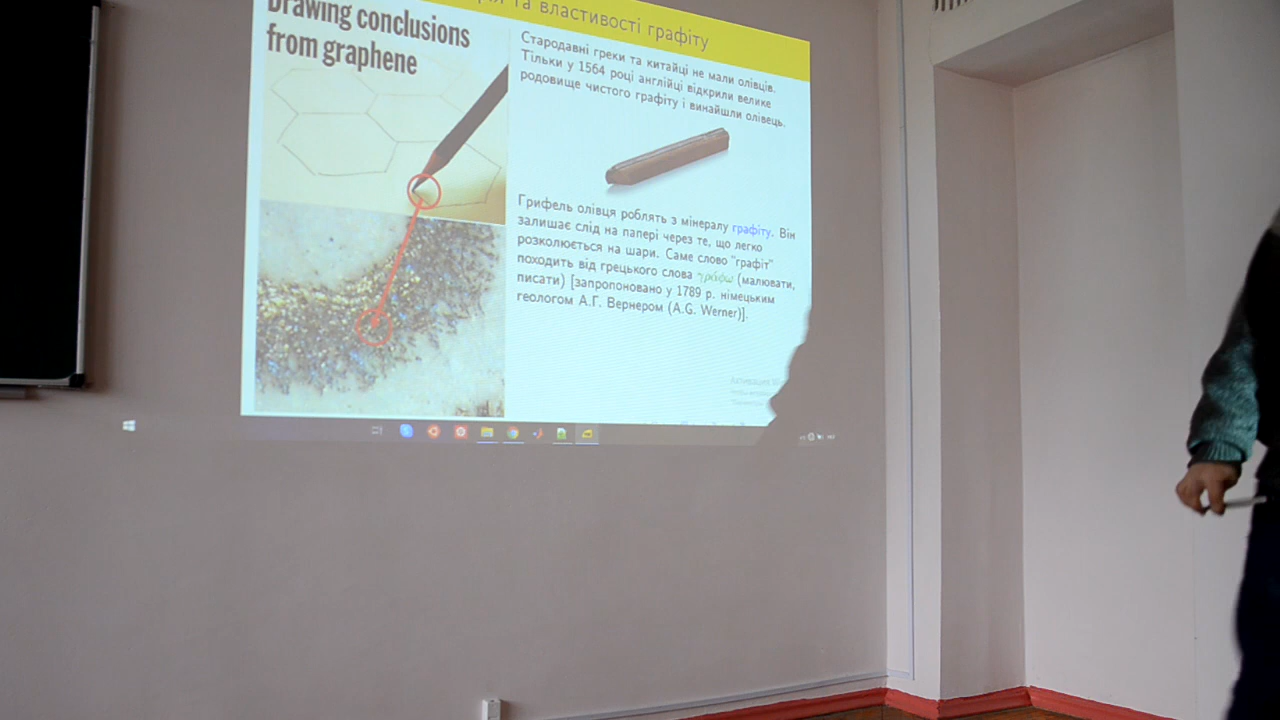 та властивості графіту
Drawing conclusions
from graphene
Стародавні греки та китайці не мали олівців.
Тільки у 1564 році англійці відкрили велике
родовище чистого графіту і винайшли олівець.
Грифель олівця роблять з мінералу графіту. Він
залишає слід на папері через те, що легко
розколюється на шари. Саме слово "графіт"
походить від грецького слова γράφω (малювати,
писати) [запропоновано у 1789 р. німецьким
геологом А.Г. Вернером (A.G. Werner)].